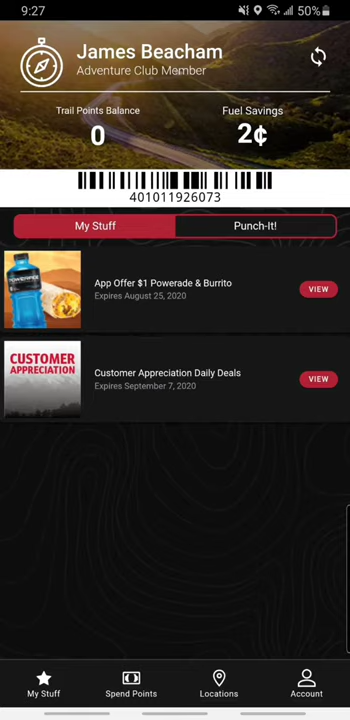 9:27
50%
James Beacham
Adventure Club Member
Trail Points Balance
Fuel Savings
0
2¢
401011926073
My Stuff
Punch-It!
POWERADE
App Offer $1 Powerade & Burrito
Expires August 25, 2020
VIEW
CUSTOMER
APPRECIATION
Customer Appreciation Daily Deals
Expires September 7, 2020
VIEW
My Stuff
Spend Points
Locations
Account